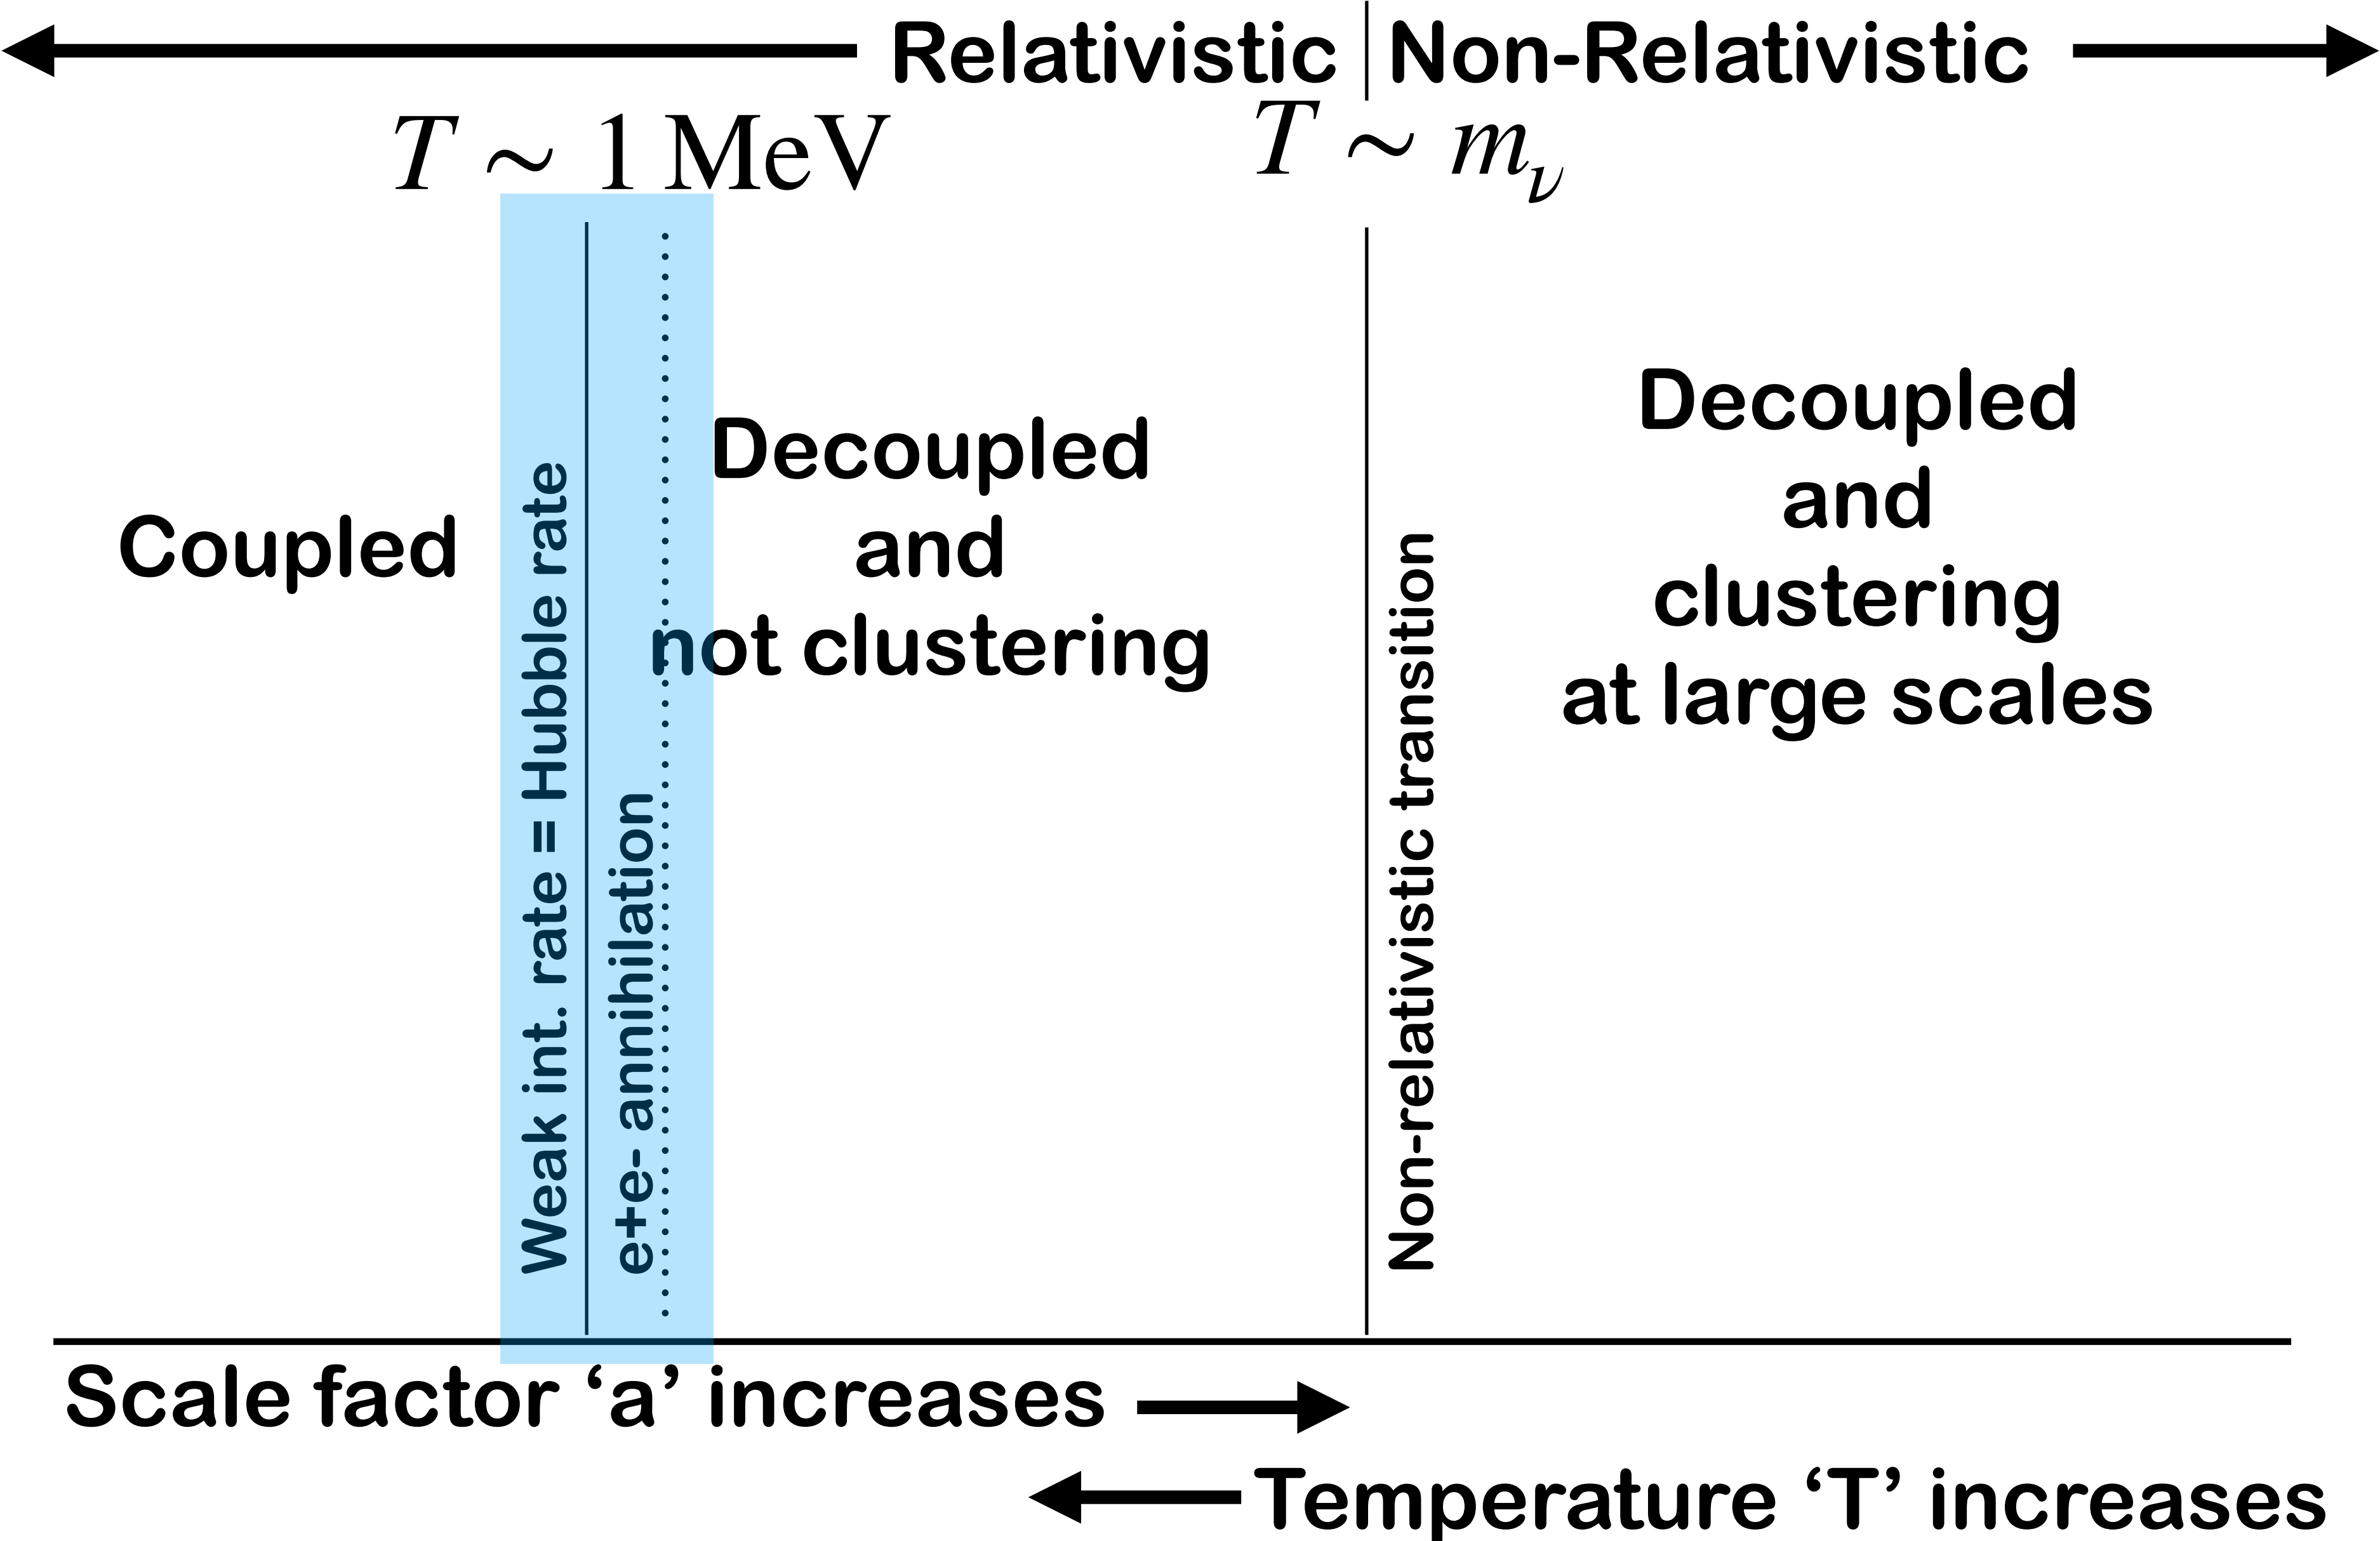 Relativistic
Non-Relativistic
T ~ 1 MeV
T ~ mν
Coupled
Weak int. rate = Hubble rate
e+e- annihilation
Decoupled
and
not clustering
Non-relativistic transition
Decoupled
and
clustering
at large scales
Scale factor ‘a’ increases
Temperature ‘T’ increases